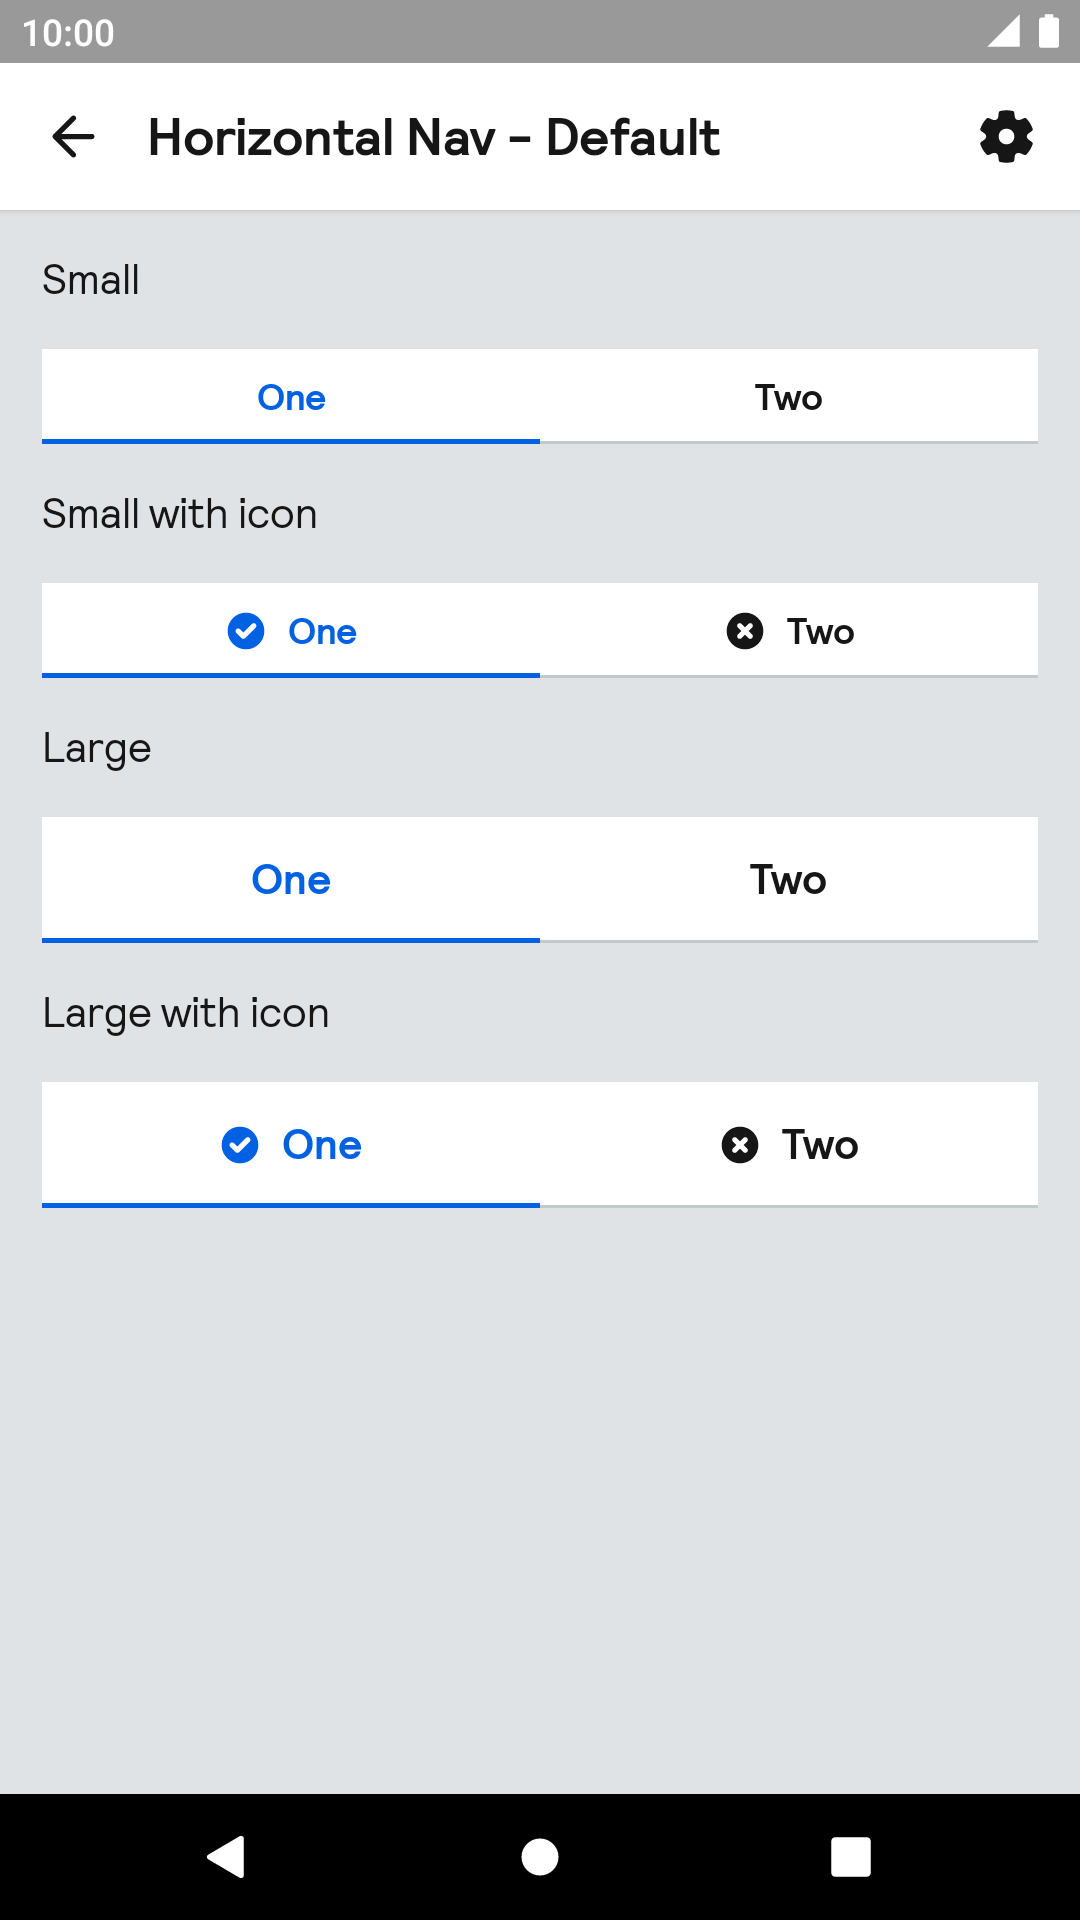 10:00
Horizontal Nav - Default
Small
One Two
Small with icon
One Two
Large
One Two
Large with icon
One Two